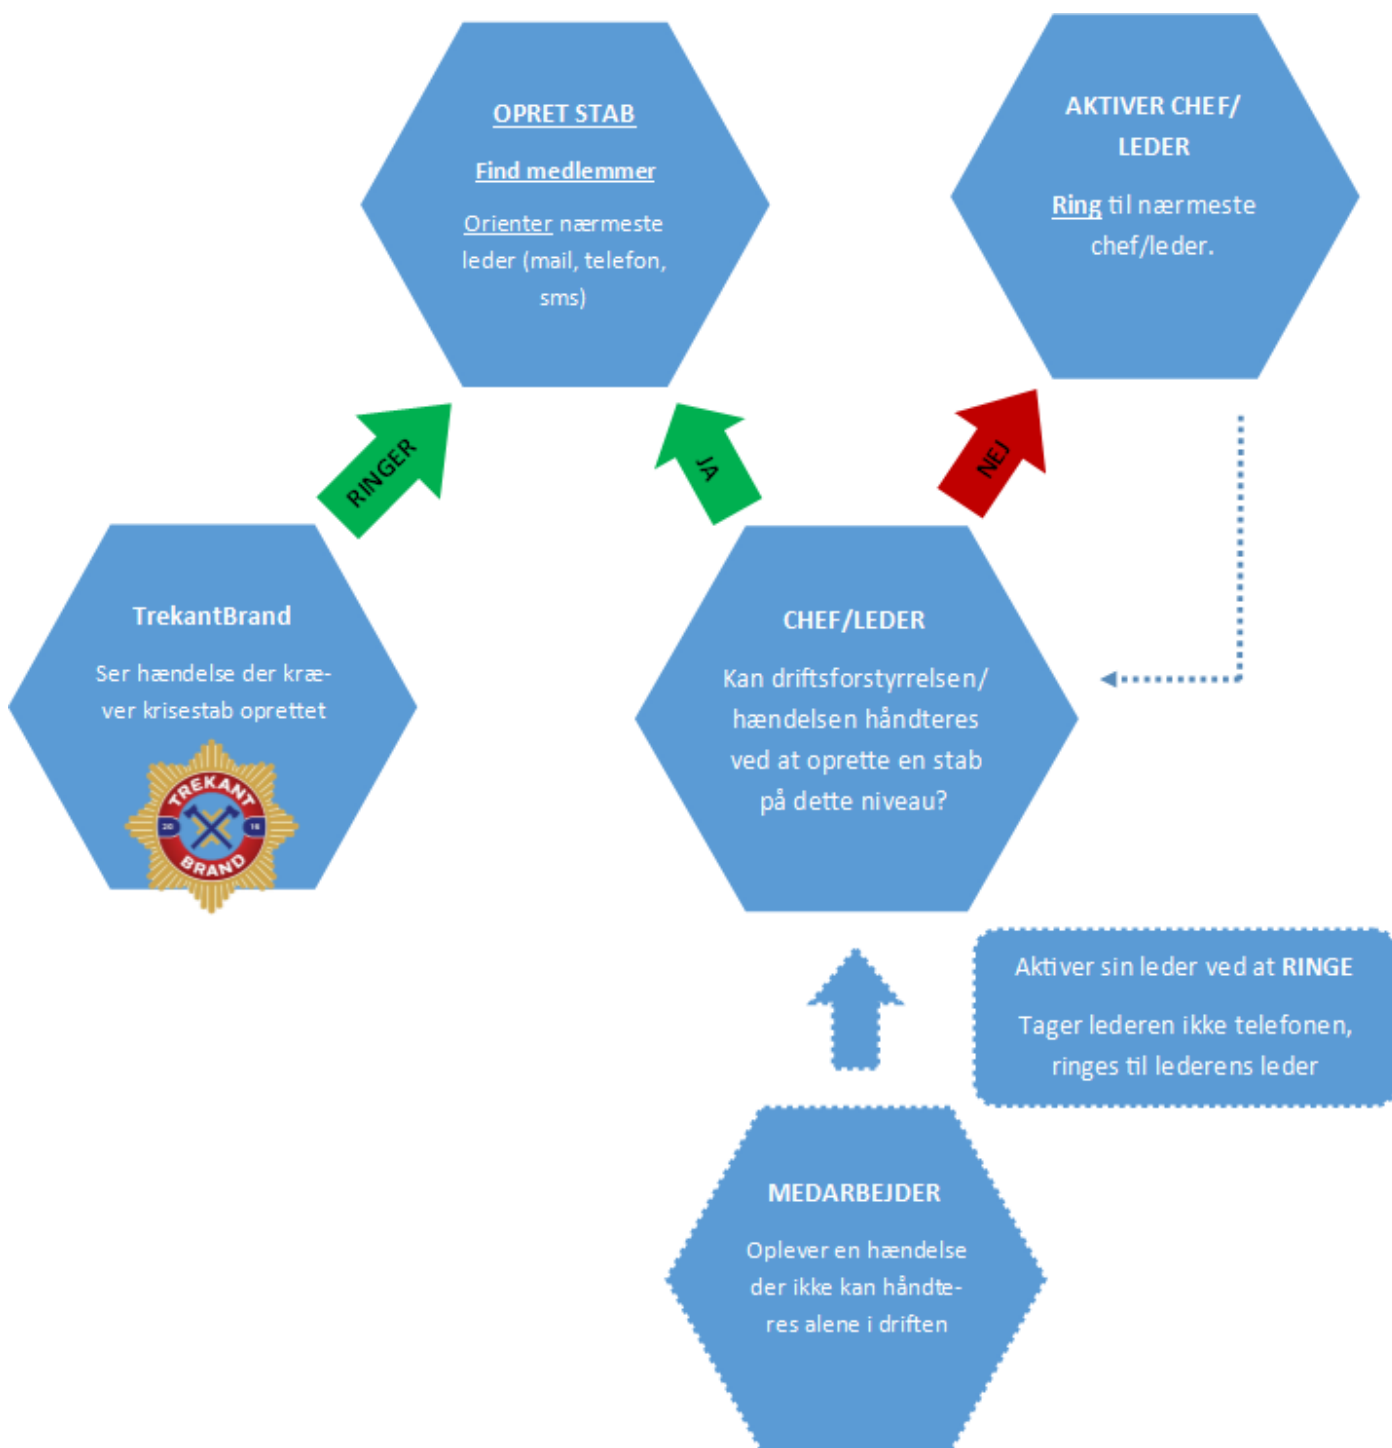 OPRET STAB
Find medlemmer
Orienter nærmeste
leder (mail, telefon,
sms)
AKTIVER CHEF/
LEDER
Ring til nærmeste
chef/leder.
RINGER
JA
NEJ
TrekantBrand
Ser hændelse der kræ-
ver krisestab oprettet
TREKANT
20 16
BRAND
CHEF/LEDER
Kan driftsforstyrrelsen/
hændelsen håndteres
ved at oprette en stab
på dette niveau?
Aktiver sin leder ved at RINGE
Tager lederen ikke telefonen,
ringes til lederens leder
MEDARBEJDER
Oplever en hændelse
der ikke kan håndte-
res alene i driften